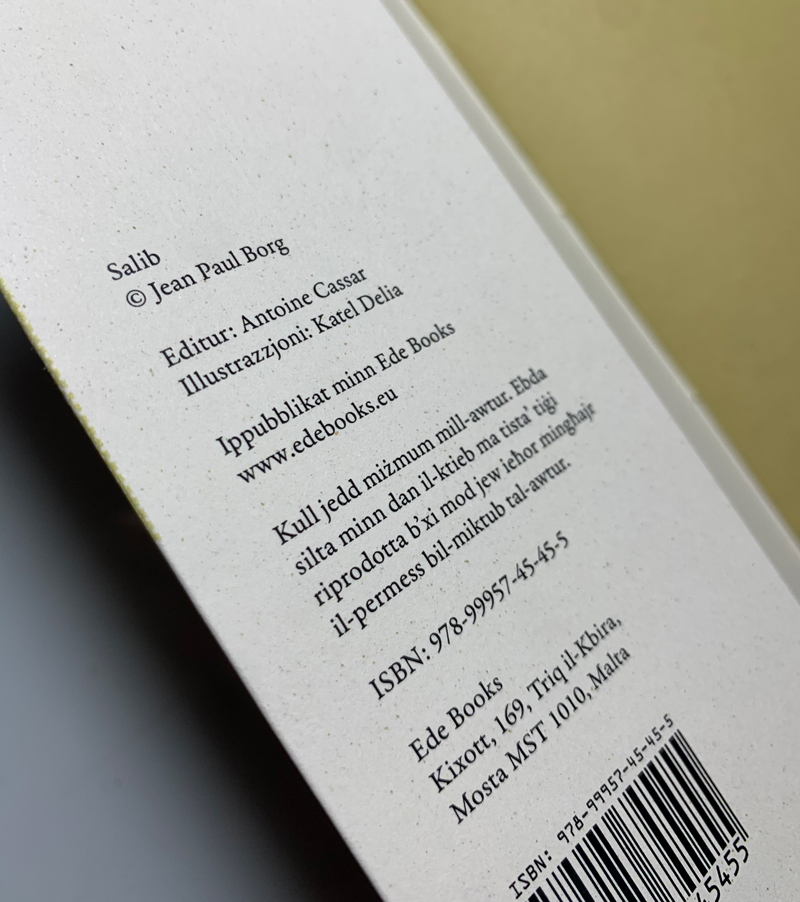 Salib
© Jean Paul Borg
Editur: Antoine Cassar
Illustrazzjoni: Katel Delia
Ippubblikat minn Ede Books
www.edebooks.eu
Kull jedd miżmum mill-awtur. Ebda
silta minn dan il-ktieb ma tista' tiġi
riprodotta b'xi mod jew ieħor mingħajr
il-permess bil-miktub tal-awtur.
ISBN: 978-99957-45-45-5
Ede Books
Kixott, 169, Triq il-Kbira,
Mosta MST 1010, Malta
ISBN: 978-99957-45-45-5
45455